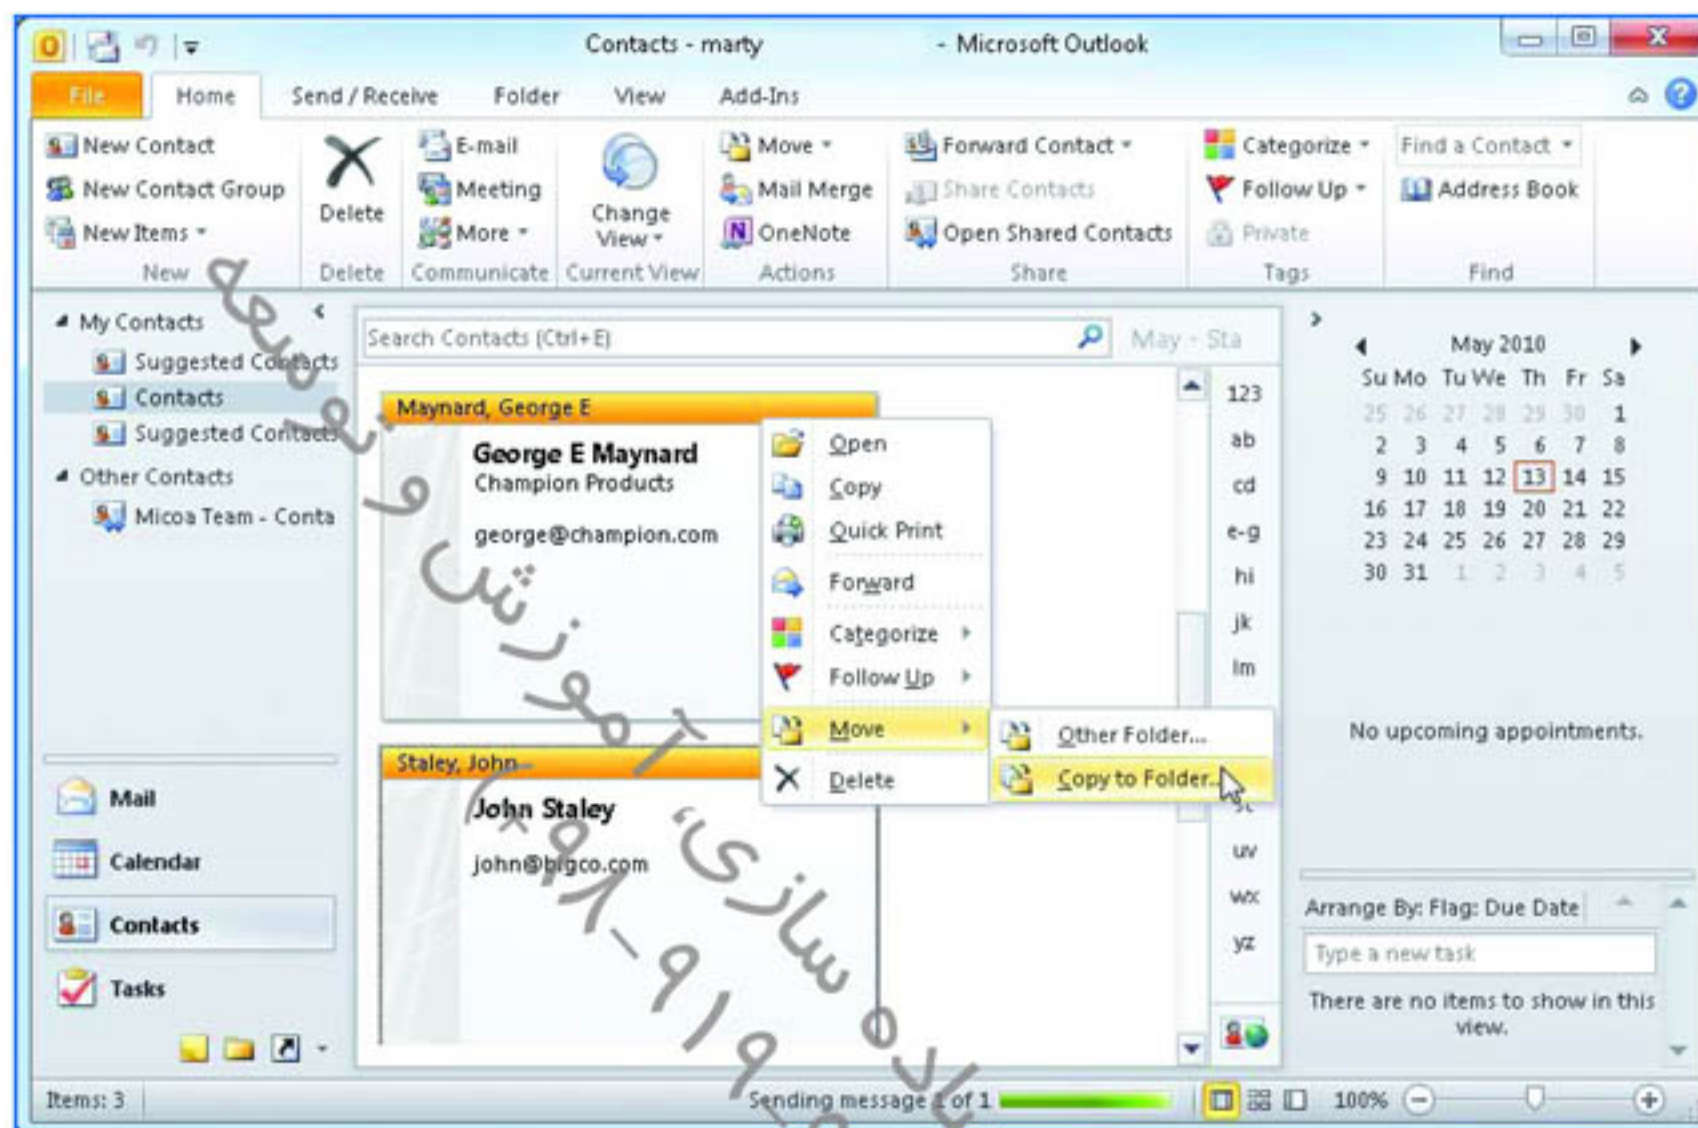 Contacts - marty - Microsoft Outlook
File Home Send / Receive Folder View Add-Ins
New Contact
New Contact Group
New Items
New
Delete
Delete
E-mail
Meeting
More
Communicate
Change
View
Current View
Move
Mail Merge
OneNote
Actions
Forward Contact
Share Contacts
Open Shared Contacts
Share
Categorize
Follow Up
Private
Tags
Find a Contact
Address Book
Find
My Contacts
Suggested Contacts
Contacts
Suggested Contacts
Other Contacts
Micoa Team - Conta
Mail
Calendar
Contacts
Tasks
Search Contacts (Ctrl+E)
May - Sta
Maynard, George E
George E Maynard
Champion Products
george@champion.com
Staley, John
John Staley
john@bigco.com
Open
Copy
Quick Print
Forward
Categorize
Follow Up
Move
Delete
Other Folder...
Copy to Folder...
123
ab
cd
e-g
hi
jk
lm
uv
wx
yz
May 2010
Su Mo Tu We Th Fr Sa
25 26 27 28 29 30 1
2 3 4 5 6 7 8
9 10 11 12 13 14 15
16 17 18 19 20 21 22
23 24 25 26 27 28 29
30 31 1 2 3 4 5
No upcoming appointments.
Arrange By: Flag: Due Date
Type a new task
There are no items to show in this
view.
Items: 3
Sending message 1 of 1
100%
آموزش و توسعه
سازی،